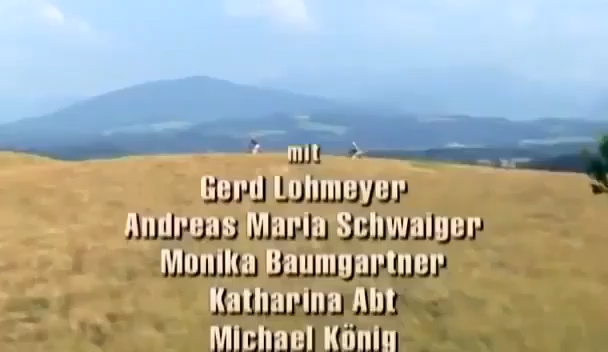 mit
Gerd Lohmeyer
Andreas Maria Schwaiger
Monika Baumgartner
Katharina Abt
Michael König